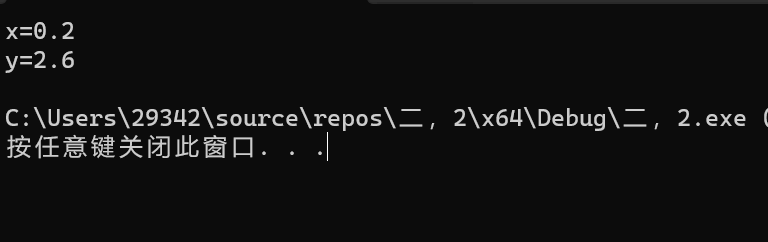 x=0.2
y=2.6
C:\Users\29342\source\repos\二，2\x64\Debug\二，2.exe (
按任意键关闭此窗口. . .